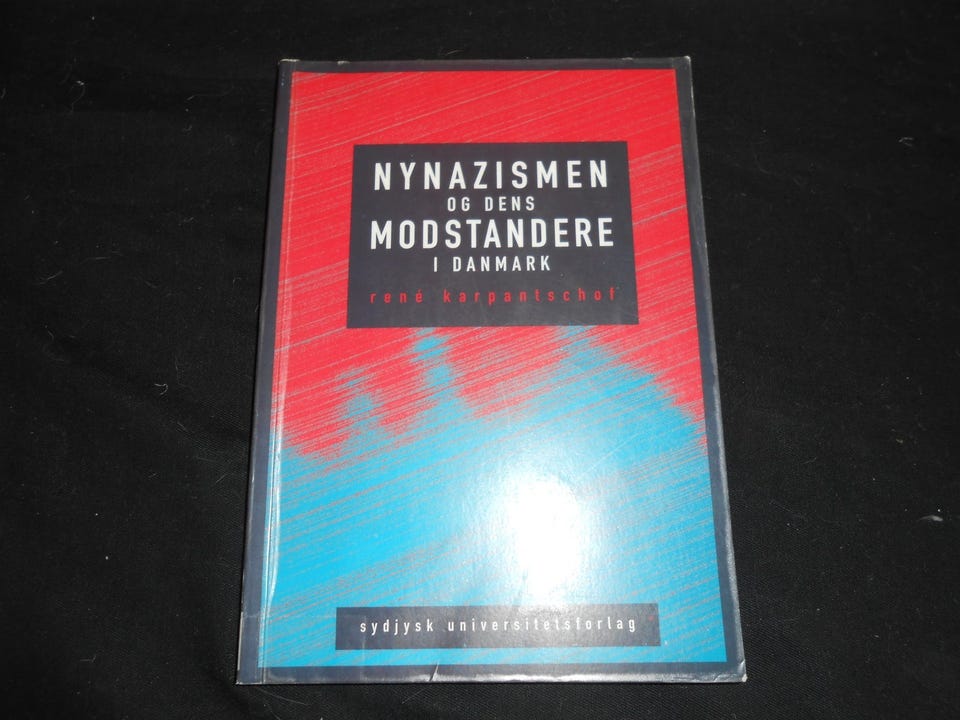 NYNAZISMEN
OG DENS
MODSTANDERE
I DANMARK
rené karpantschof
sydjysk universitetsforlag